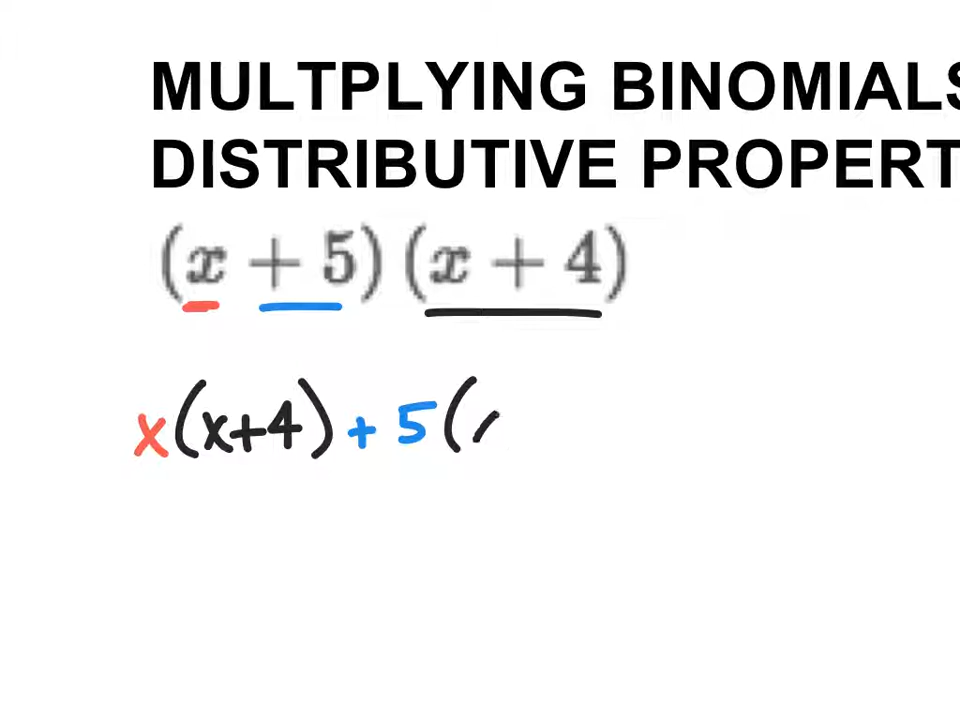 MULTPLYING BINOMIALS
DISTRIBUTIVE PROPERT
(x + 5) (x + 4)
x(x+4) + 5(